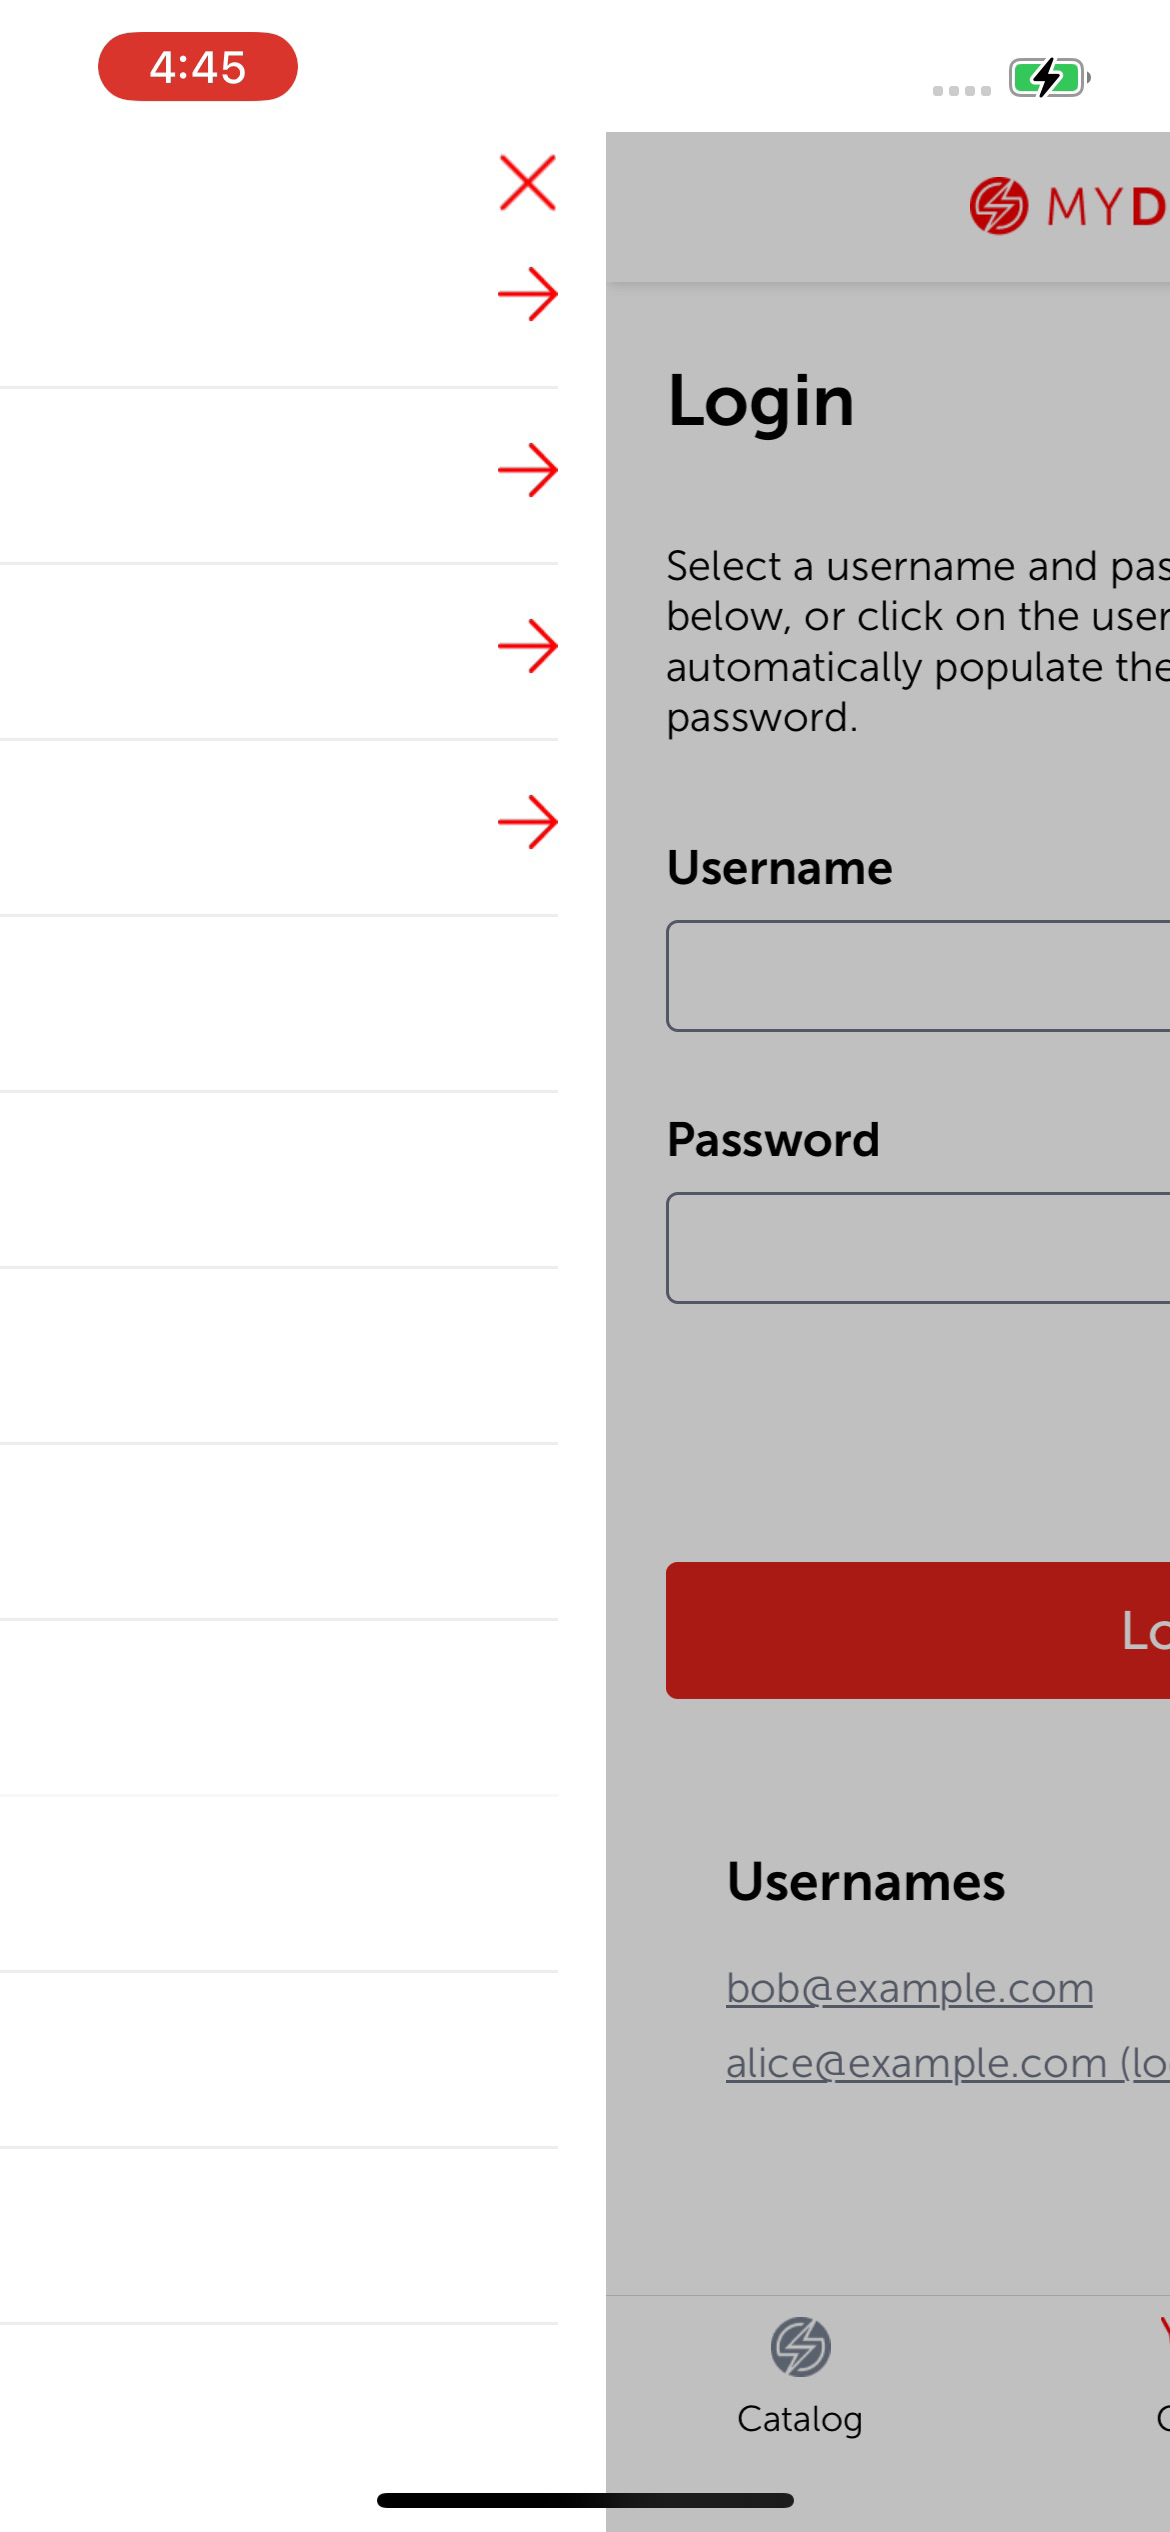 4:45
MYD
Login
Select a username and pas
below, or click on the user
automatically populate the
password.
Username
Password
Lo
Usernames
bob@example.com
alice@example.com (lo
Catalog